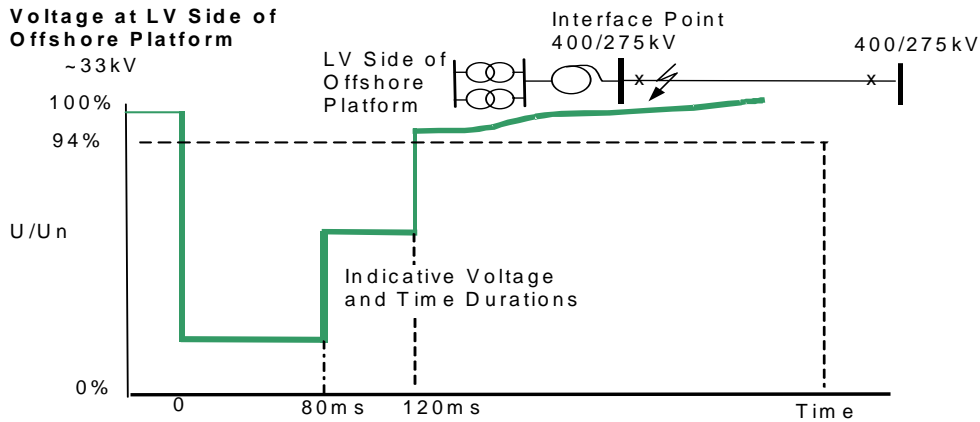 Voltage at LV Side of
Offshore Platform
~33kV
Interface Point
400/275kV
400/275kV
LV Side of
Offshore
Platform
x
x
100%
94%
U/Un
Indicative Voltage
and Time Durations
0%
0
80ms
120ms
Time